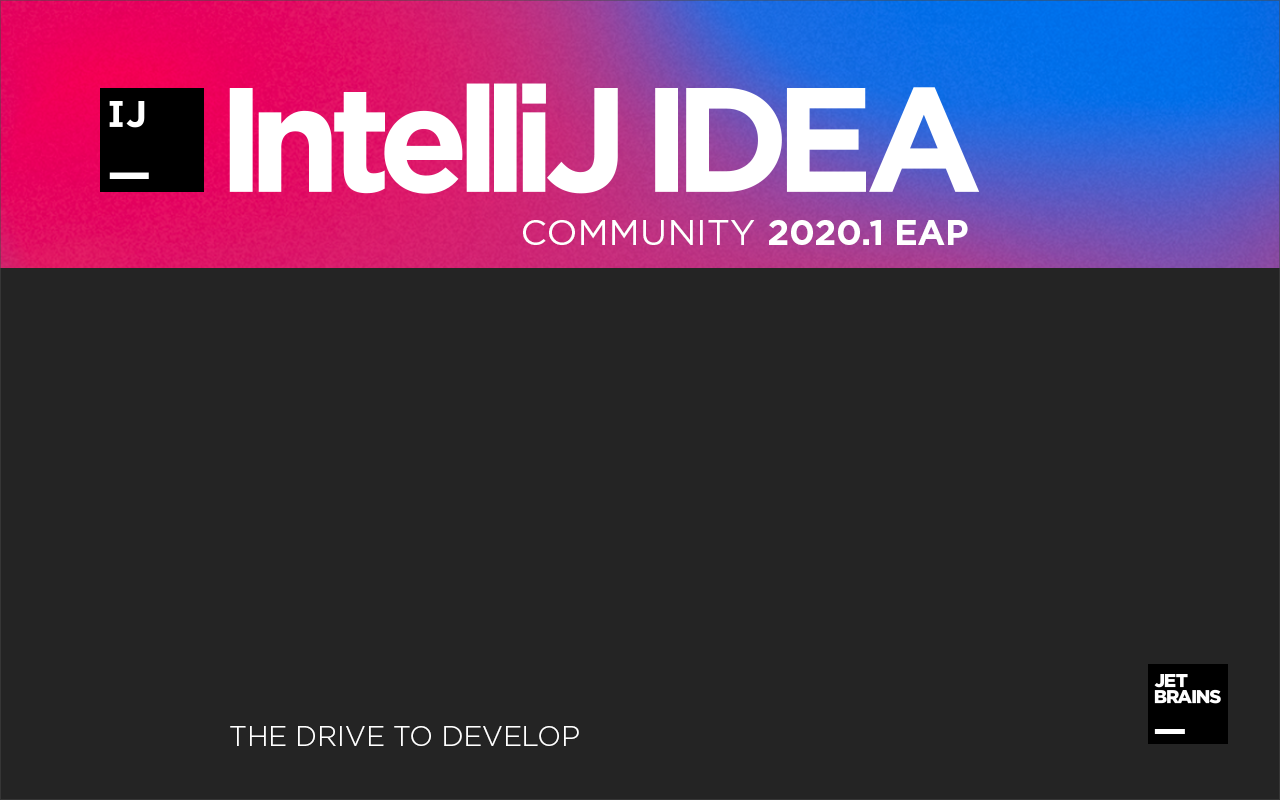 IJ
IntelliJ IDEA
COMMUNITY 2020.1 EAP
JET
BRAINS
THE DRIVE TO DEVELOP